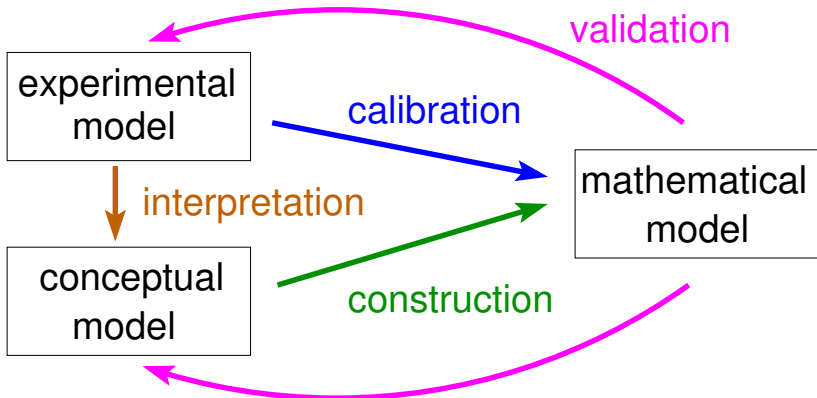 validation
experimental
model
calibration
interpretation
mathematical
model
conceptual
model
construction